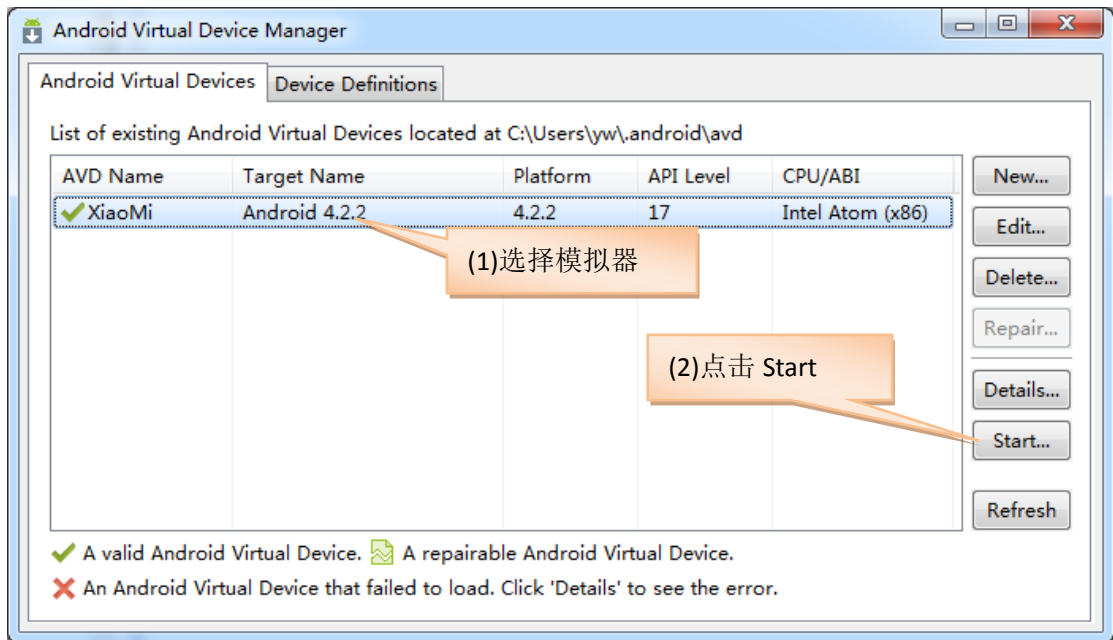 Android Virtual Device Manager
Android Virtual Devices Device Definitions
List of existing Android Virtual Devices located at C:\Users\yw\.android\avd
AVD Name Target Name Platform API Level CPU/ABI
XiaoMi Android 4.2.2 4.2.2 17 Intel Atom (x86)
(1)选择模拟器
(2)点击 Start
New...
Edit...
Delete...
Repair...
Details...
Start...
Refresh
A valid Android Virtual Device. A repairable Android Virtual Device.
An Android Virtual Device that failed to load. Click 'Details' to see the error.